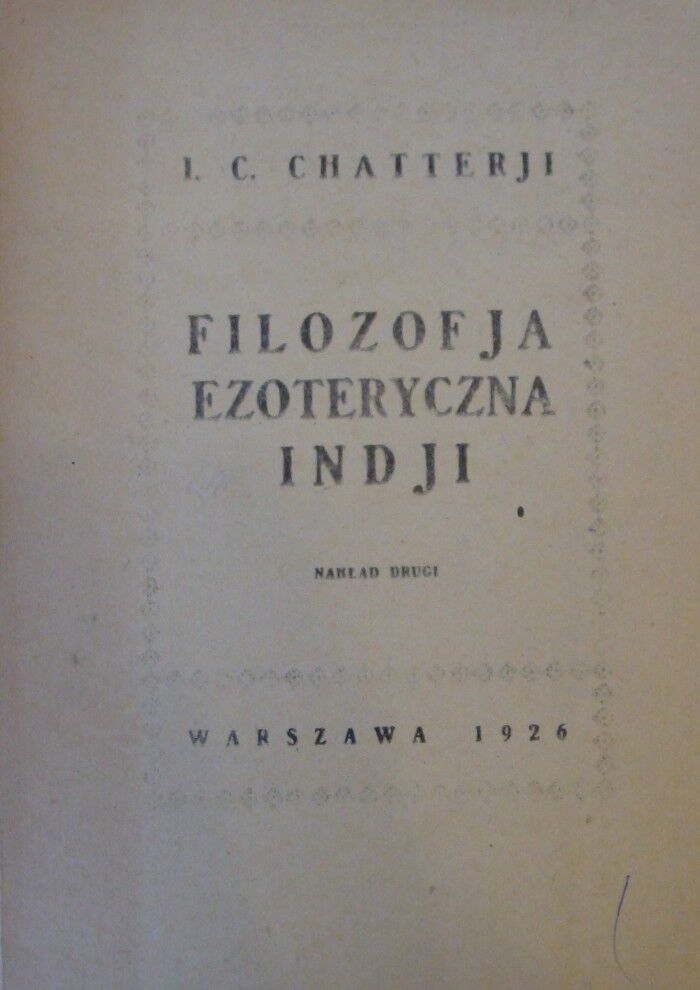 I. C. CHATTERJI
FILOZOFJA
EZOTERYCZNA
INDJI
NAKŁAD DRUGI
WARSZAWA 1926